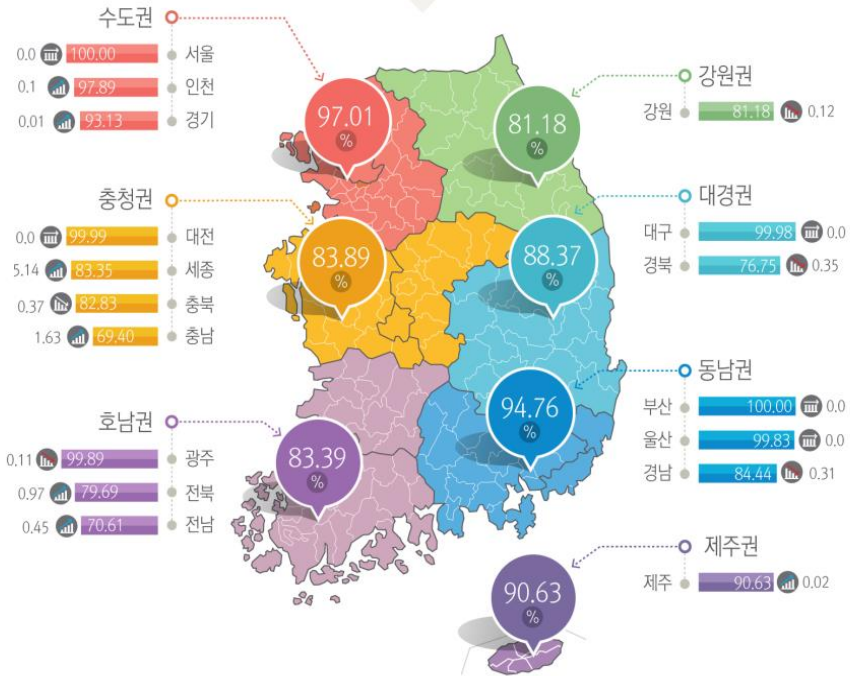 수도권
0.0 100.00 서울
0.1 97.89 인천
0.01 93.13 경기
97.01
%
강원권
강원 81.18 0.12
81.18
%
충청권
0.0 99.99 대전
5.14 83.35 세종
0.37 82.83 충북
1.63 69.40 충남
83.89
%
대경권
대구 99.98 0.0
경북 76.75 0.35
88.37
%
호남권
0.11 99.89 광주
0.97 79.69 전북
0.45 70.61 전남
83.39
%
동남권
부산 100.00 0.0
울산 99.83 0.0
경남 84.44 0.31
94.76
%
제주권
제주 90.63 0.02
90.63
%